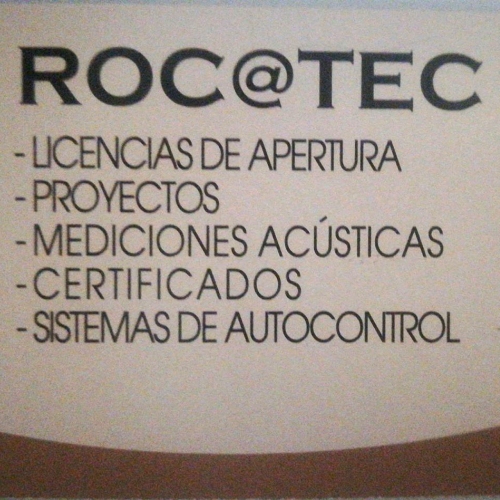 ROC@TEC
- LICENCIAS DE APERTURA
- PROYECTOS
- MEDICIONES ACÚSTICAS
- CERTIFICADOS
- SISTEMAS DE AUTOCONTROL